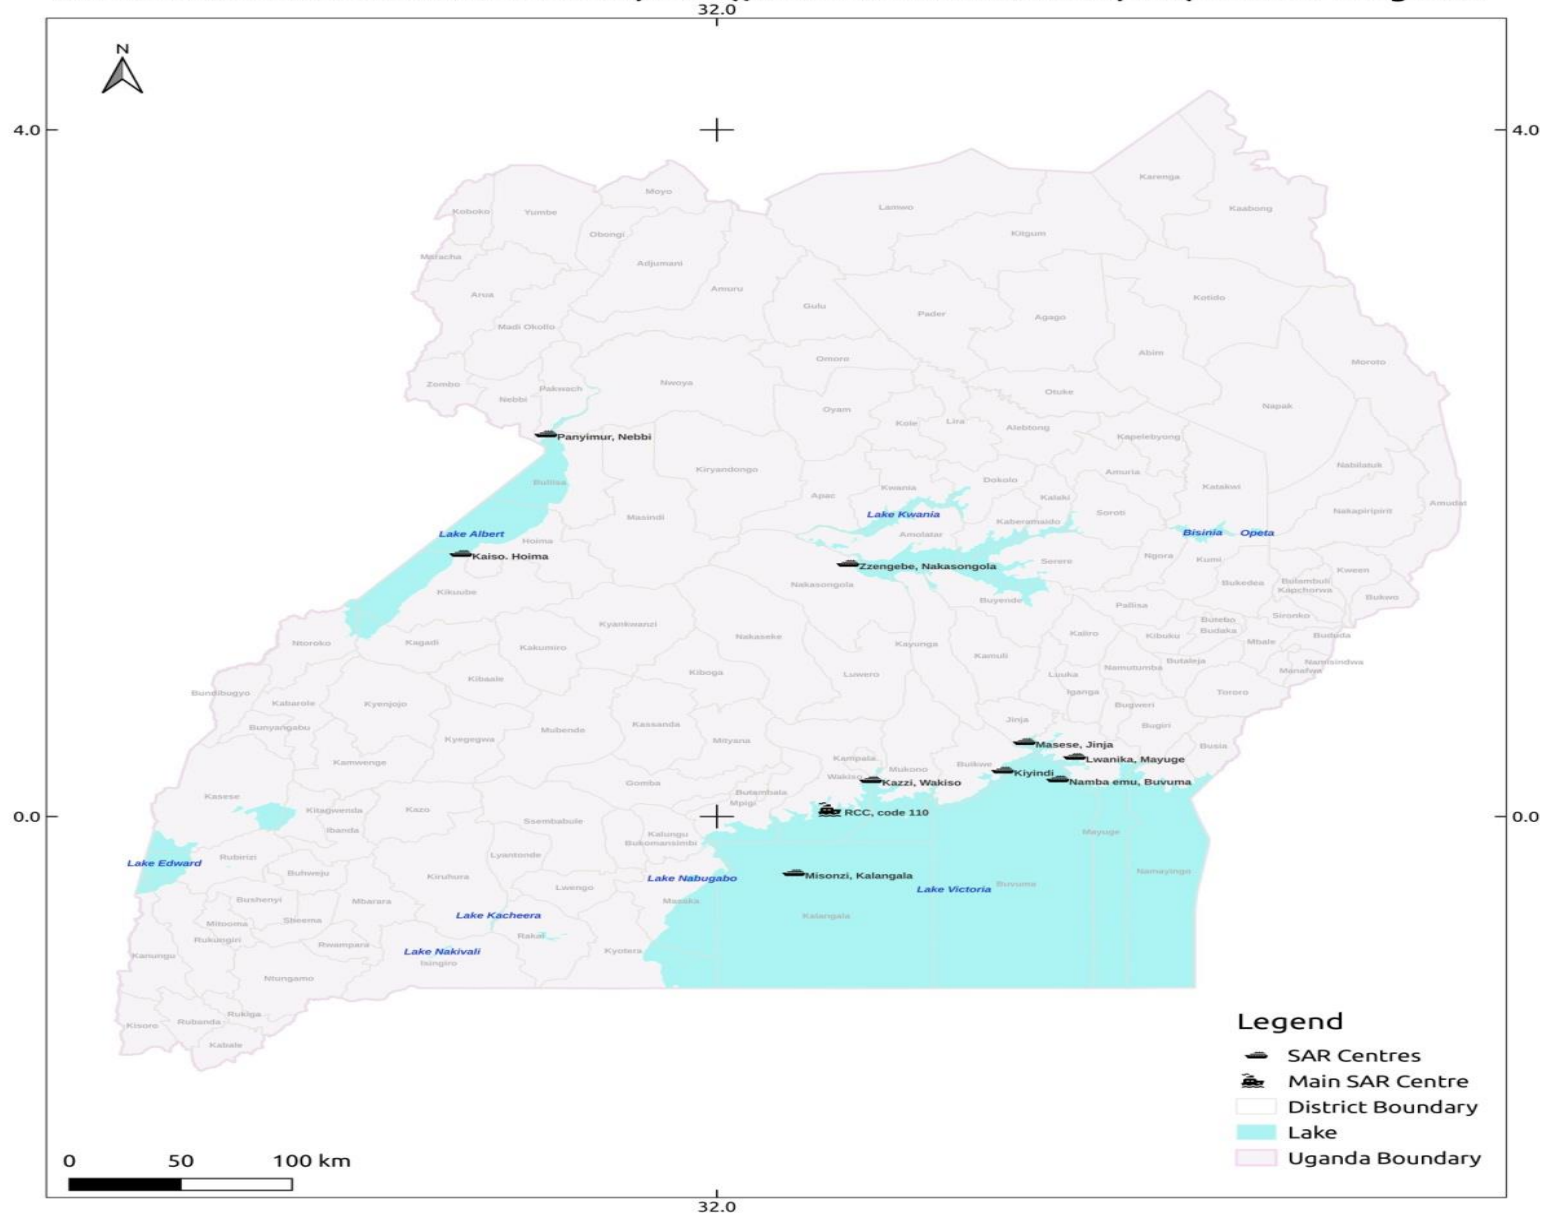 32.0
N
4.0
4.0
Karenga
Kaabong
Moyo
Koboko
Yumbe
Lamwo
Obongi
Kitgum
Maracha
Adjumani
Arua
Amuru
Kotido
Gulu
Pader
Agago
Madi Okollo
Abim
Omoro
Moroto
Zombo
Pakwach
Nwoya
Otuke
Nebbi
Oyam
Napak
Kole
Lira
Alebtong
Panyimur, Nebbi
Kapelebyong
Kiryandongo
Nabilatuk
Amuria
Buliisa
Dokolo
Kwania
Katakwi
Apac
Kalaki
Amudat
Lake Kwania
Masindi
Kaberamaido
Soroti
Nakapiripirit
Lake Albert
Amolatar
Bisinia
Opeta
Hoima
Kaiso. Hoima
Ngora
Kumi
Serere
Zzengebe, Nakasongola
Kween
Nakasongola
Bukedea
Bulambuli
Kapchorwa
Kikuube
Buyende
Pallisa
Bukwo
Sironko
Butebo
Kyankwanzi
Budaka
Nakaseke
Kaliro
Kibuku
Bududa
Ntoroko
Kagadi
Kakumiro
Kayunga
Mbale
Kamuli
Butaleja
Namisindwa
Manafwa
Kibaale
Kiboga
Luwero
Luuka
Namutumba
Bundibugyo
Iganga
Tororo
Kabarole
Kyenjojo
Bugweri
Bunyangabu
Mubende
Kassanda
Jinja
Bugiri
Kyegegwa
Mityana
Masese, Jinja
Busia
Kamwenge
Kampala
Lwanika, Mayuge
Mukono
Buikwe
Kiyindi
Wakiso
Kazzi, Wakiso
Namba emu, Buvuma
Gomba
Butambala
Kasese
Mpigi
Kitagwenda
Kazo
RCC, code 110
0.0
0.0
Ssembabule
Ibanda
Kalungu
Mayuge
Bukomansimbi
Lake Edward
Rubirizi
Lyantonde
Buhweju
Kiruhura
Lake Nabugabo
Misonzi, Kalangala
Namayingo
Lwengo
Lake Victoria
Buvuma
Bushenyi
Mbarara
Masaka
Lake Kacheera
Kalangala
Mitooma
Sheema
Rukungiri
Rwampara
Rakai
Kanungu
Lake Nakivali
Kyotera
Isingiro
Ntungamo
Rukiga
Kisoro
Rubanda
Kabale
Legend
SAR Centres
Main SAR Centre
District Boundary
Lake
Uganda Boundary
0 50 100 km
32.0